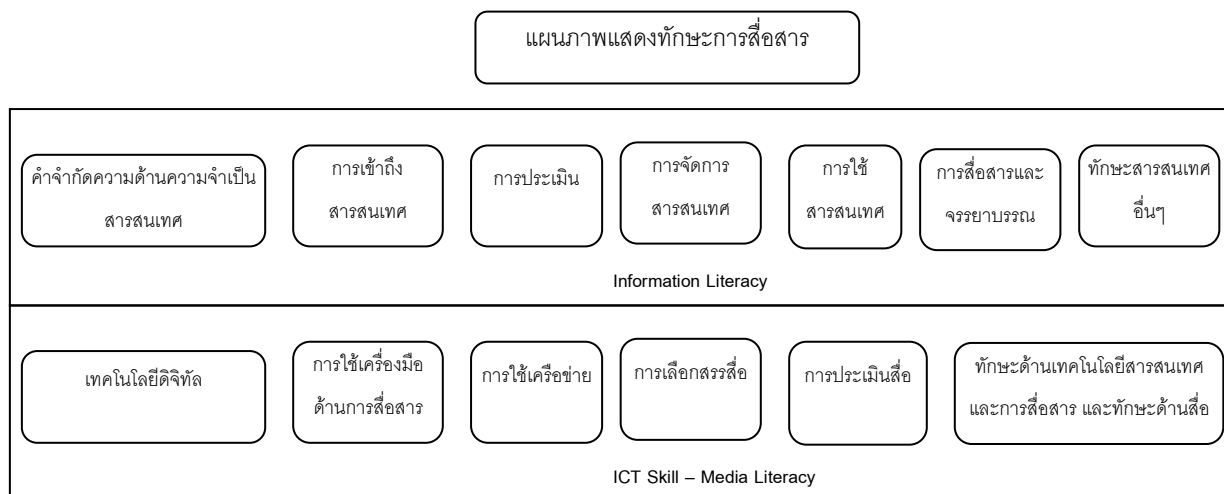 แผนภาพแสดงทักษะการสื่อสาร
คำจำกัดความด้านความจำเป็น
สารสนเทศ
การเข้าถึง
สารสนเทศ
การประเมิน
การจัดการ
สารสนเทศ
การใช้
สารสนเทศ
การสื่อสารและ
จรรยาบรรณ
ทักษะสารสนเทศ
อื่นๆ
Information Literacy
เทคโนโลยีดิจิทัล
การใช้เครื่องมือ
ด้านการสื่อสาร
การใช้เครือข่าย
การเลือกสรรสื่อ
การประเมินสื่อ
ทักษะด้านเทคโนโลยีสารสนเทศ
และการสื่อสาร และทักษะด้านสื่อ
ICT Skill – Media Literacy